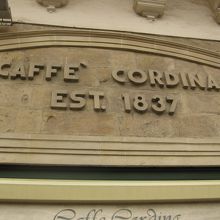 CAFFE` CORDINA
EST. 1837
Caffe Cordina